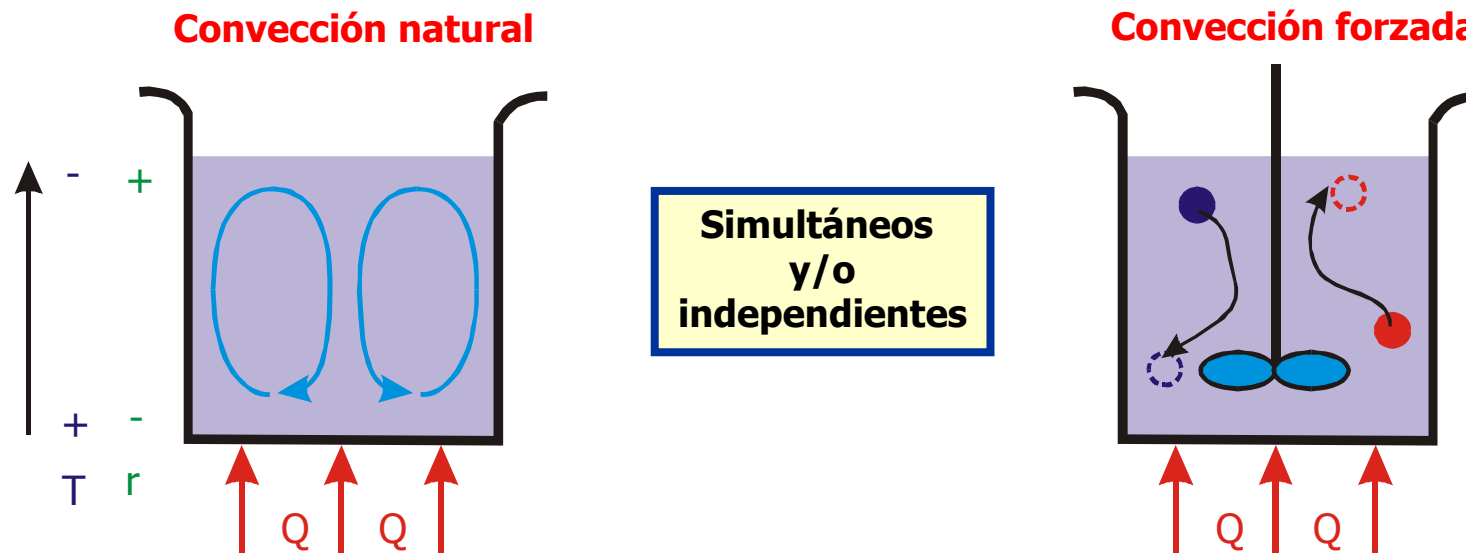 Convección natural
Convección forzada
- +
Simultáneos
y/o
independientes
+ -
T r
Q Q
Q Q